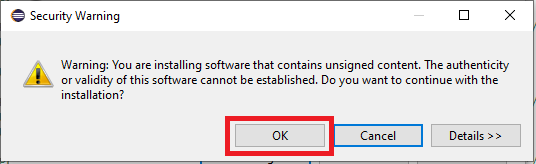 Security Warning
Warning: You are installing software that contains unsigned content. The authenticity
or validity of this software cannot be established. Do you want to continue with the
installation?
OK Cancel Details >>